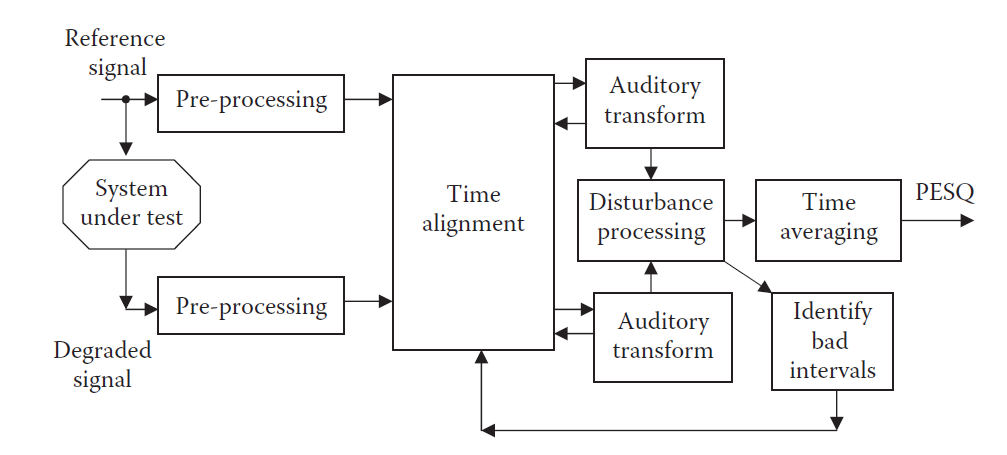 Reference
signal
Pre-processing
System
under test
Pre-processing
Degraded
signal
Time
alignment
Auditory
transform
Disturbance
processing
Auditory
transform
Time
averaging
PESQ
Identify
bad
intervals